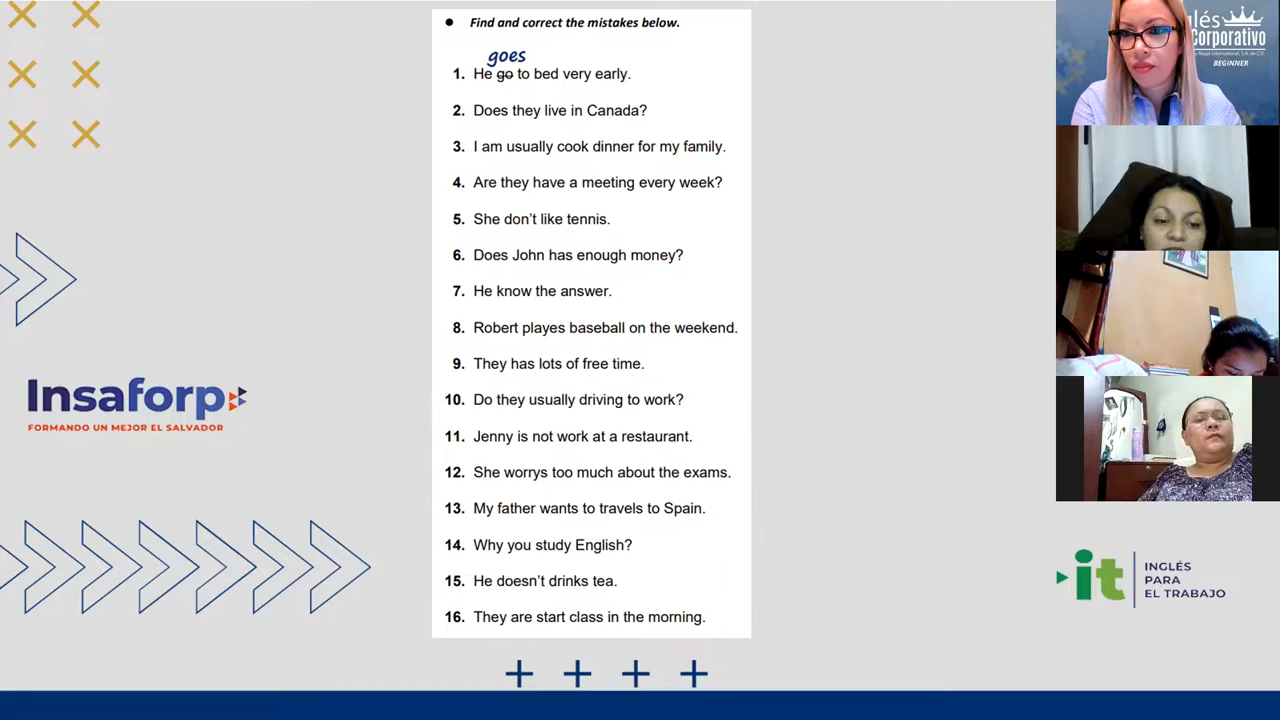 ● Find and correct the mistakes below.
goes
1. He go to bed very early.
2. Does they live in Canada?
3. I am usually cook dinner for my family.
4. Are they have a meeting every week?
5. She don’t like tennis.
6. Does John has enough money?
7. He know the answer.
8. Robert playes baseball on the weekend.
9. They has lots of free time.
10. Do they usually driving to work?
11. Jenny is not work at a restaurant.
12. She worrys too much about the exams.
13. My father wants to travels to Spain.
14. Why you study English?
15. He doesn’t drinks tea.
16. They are start class in the morning.
Insaforp
FORMANDO UN MEJOR EL SALVADOR
lés
orporativo
Regal International, S.A. de C.V.
BEGINNER
it
INGLÉS
PARA
EL TRABAJO